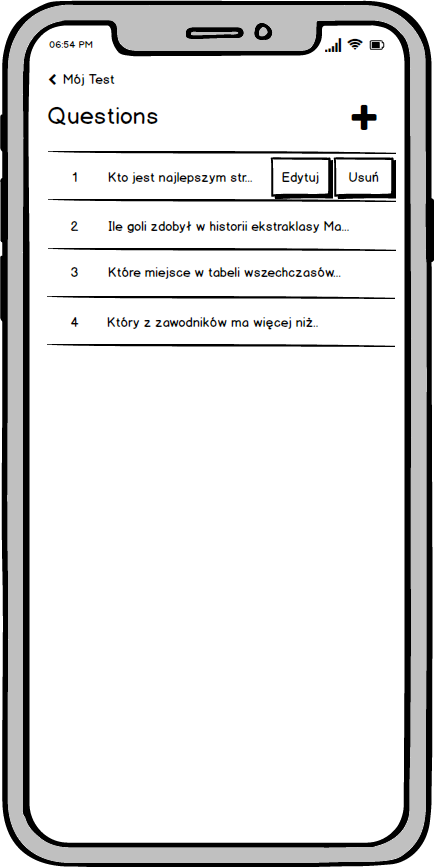 06:54 PM
Mój Test
Questions
1 Kto jest najlepszym str... Edytuj Usuń
2 Ile goli zdobył w historii ekstraklasy Ma...
3 Które miejsce w tabeli wszechczasów...
4 Który z zawodników ma więcej niż..